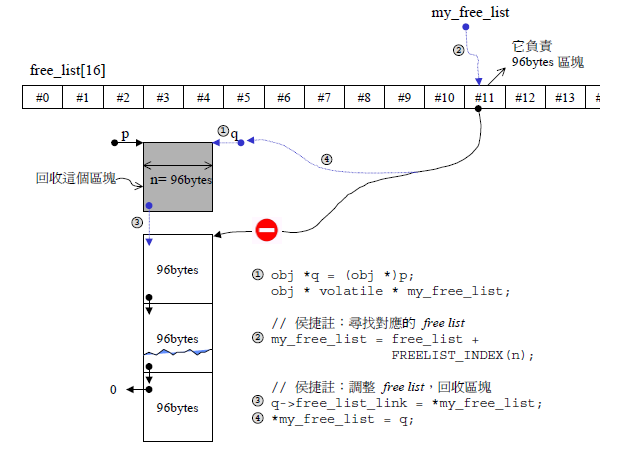 my_free_list
②
它負責
96bytes 區塊
free_list[16]
#0 #1 #2 #3 #4 #5 #6 #7 #8 #9 #10 #11 #12 #13 #
p ① q
④
回收這個區塊 n= 96bytes
③
96bytes
① obj *q = (obj *)p;
obj * volatile * my_free_list;
// 侯捷註：尋找對應的 free list
96bytes
② my_free_list = free_list +
FREELIST_INDEX(n);
// 侯捷註：調整 free list，回收區塊
0
96bytes
③ q->free_list_link = *my_free_list;
④ *my_free_list = q;